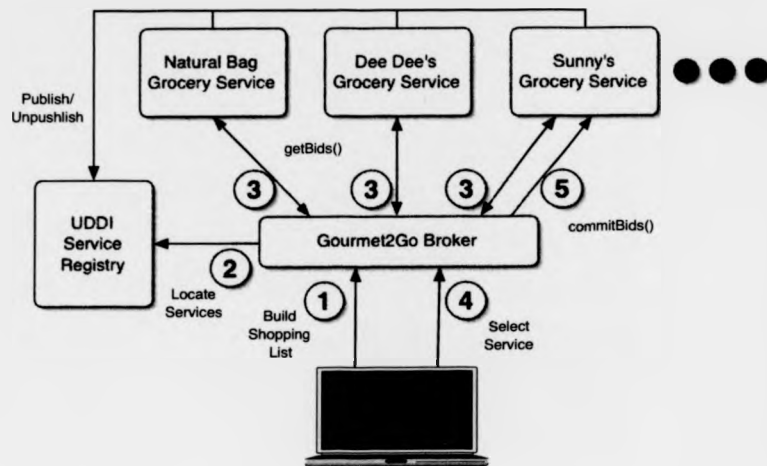 Natural Bag
Grocery Service
Dee Dee's
Grocery Service
Sunny's
Grocery Service
Publish/
Unpushlish
getBids()
3
3
3
5
commitBids()
UDDI
Service
Registry
Gourmet2Go Broker
2
Locate
Services
1
Build
Shopping
List
4
Select
Service